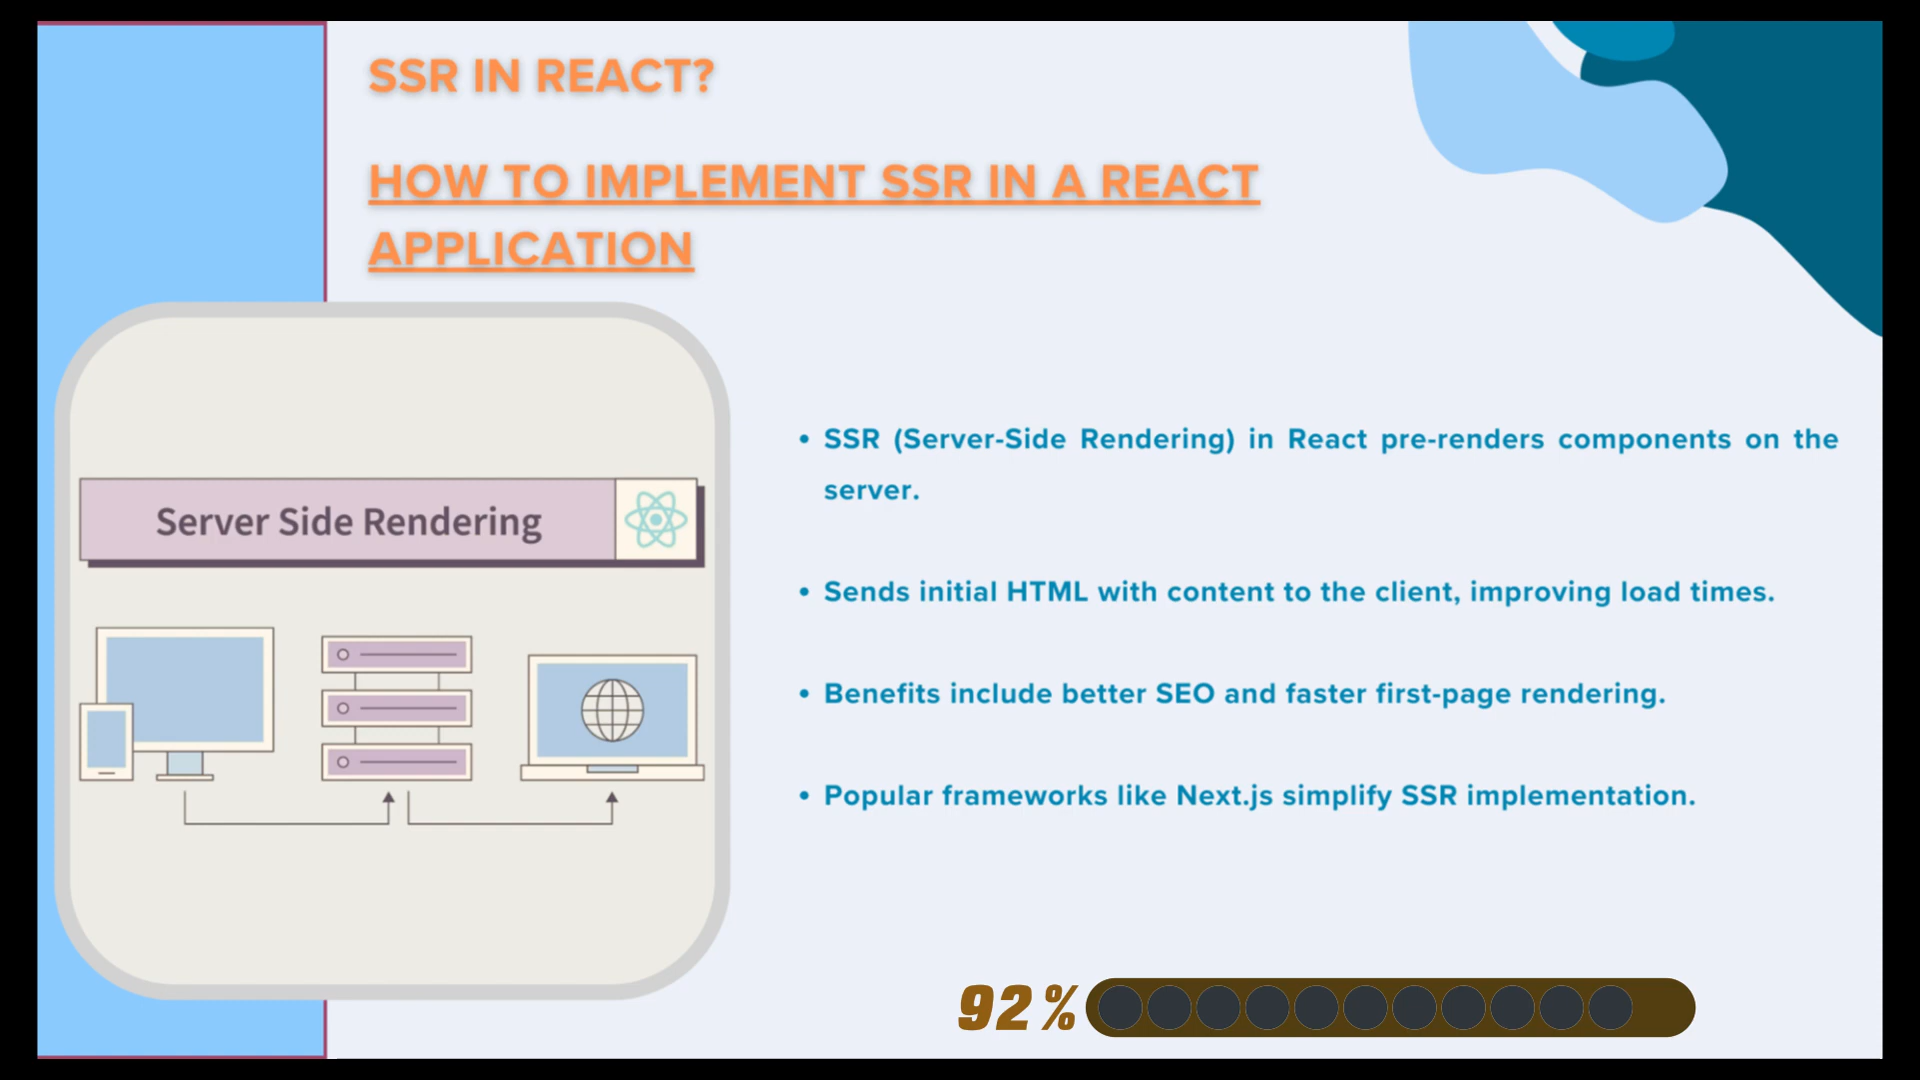 SSR IN REACT?
HOW TO IMPLEMENT SSR IN A REACT
APPLICATION
Server Side Rendering
• SSR (Server-Side Rendering) in React pre-renders components on the
server.
• Sends initial HTML with content to the client, improving load times.
• Benefits include better SEO and faster first-page rendering.
• Popular frameworks like Next.js simplify SSR implementation.
92%